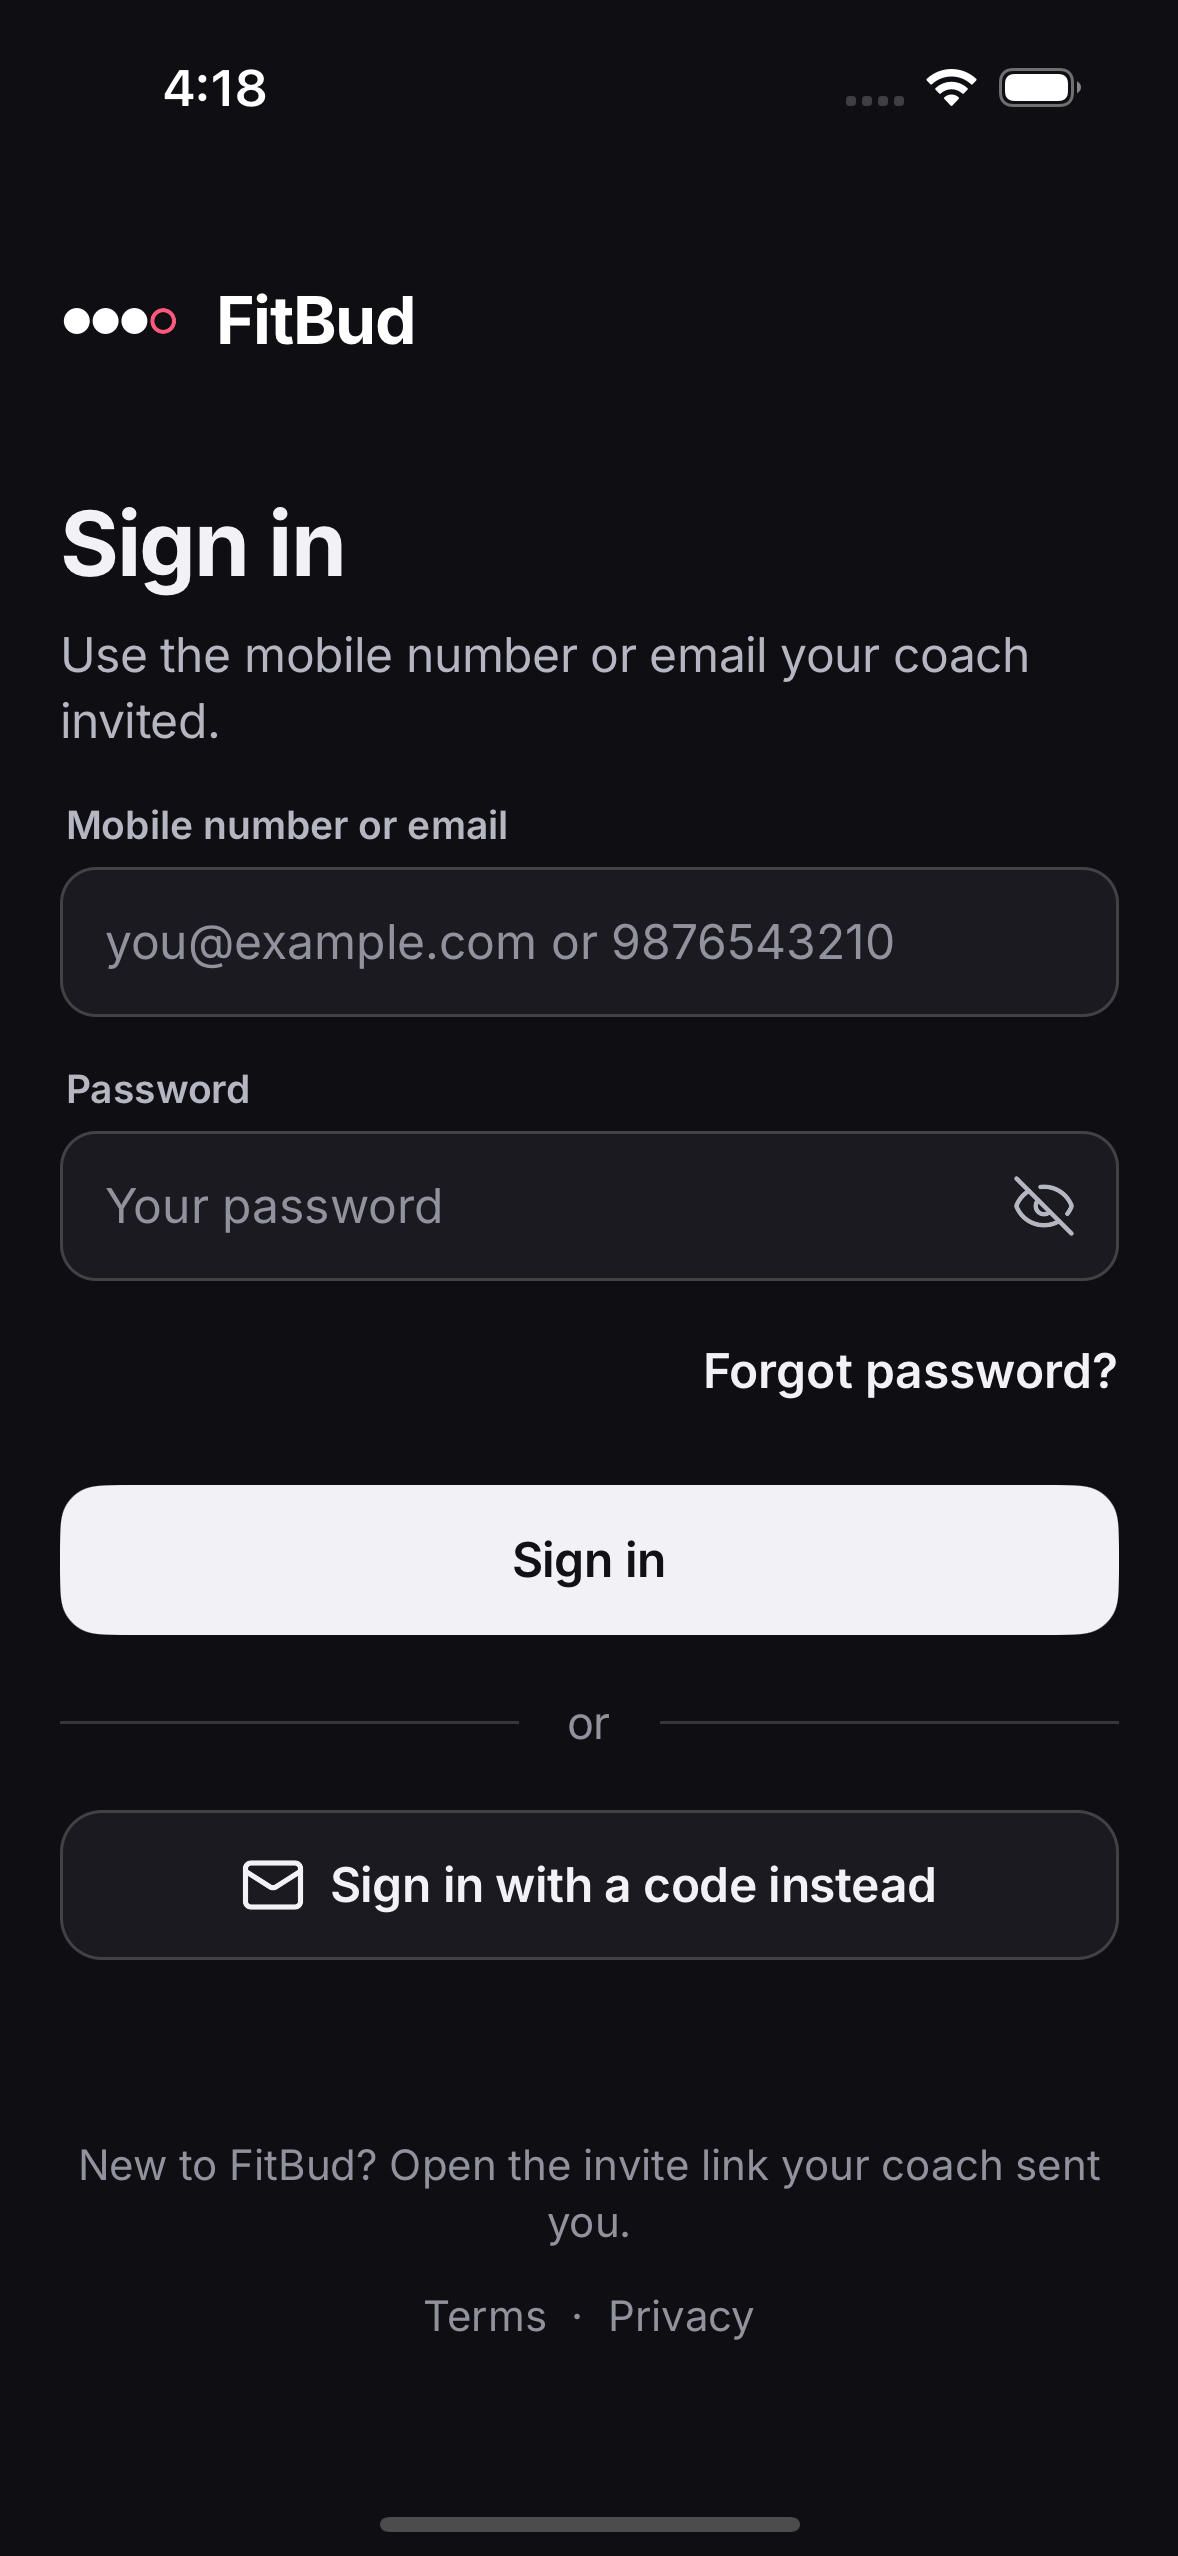 4:18
FitBud
Sign in
Use the mobile number or email your coach
invited.
Mobile number or email
you@example.com or 9876543210
Password
Your password
Forgot password?
Sign in
or
Sign in with a code instead
New to FitBud? Open the invite link your coach sent
you.
Terms · Privacy